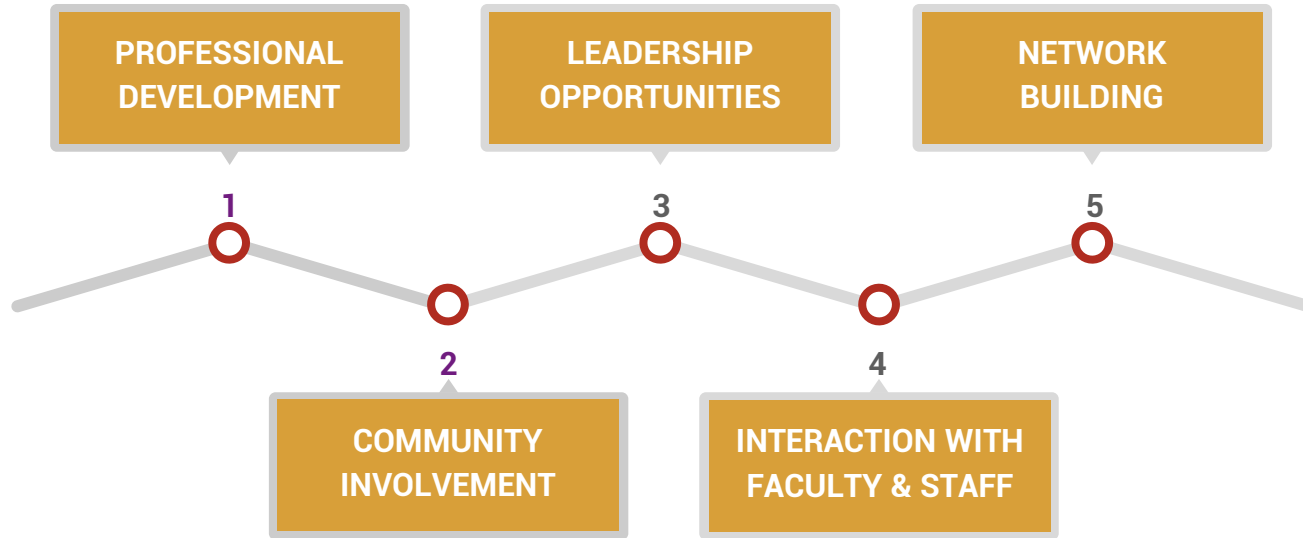 PROFESSIONAL
DEVELOPMENT
1
2
COMMUNITY
INVOLVEMENT
LEADERSHIP
OPPORTUNITIES
3
4
INTERACTION WITH
FACULTY & STAFF
NETWORK
BUILDING
5